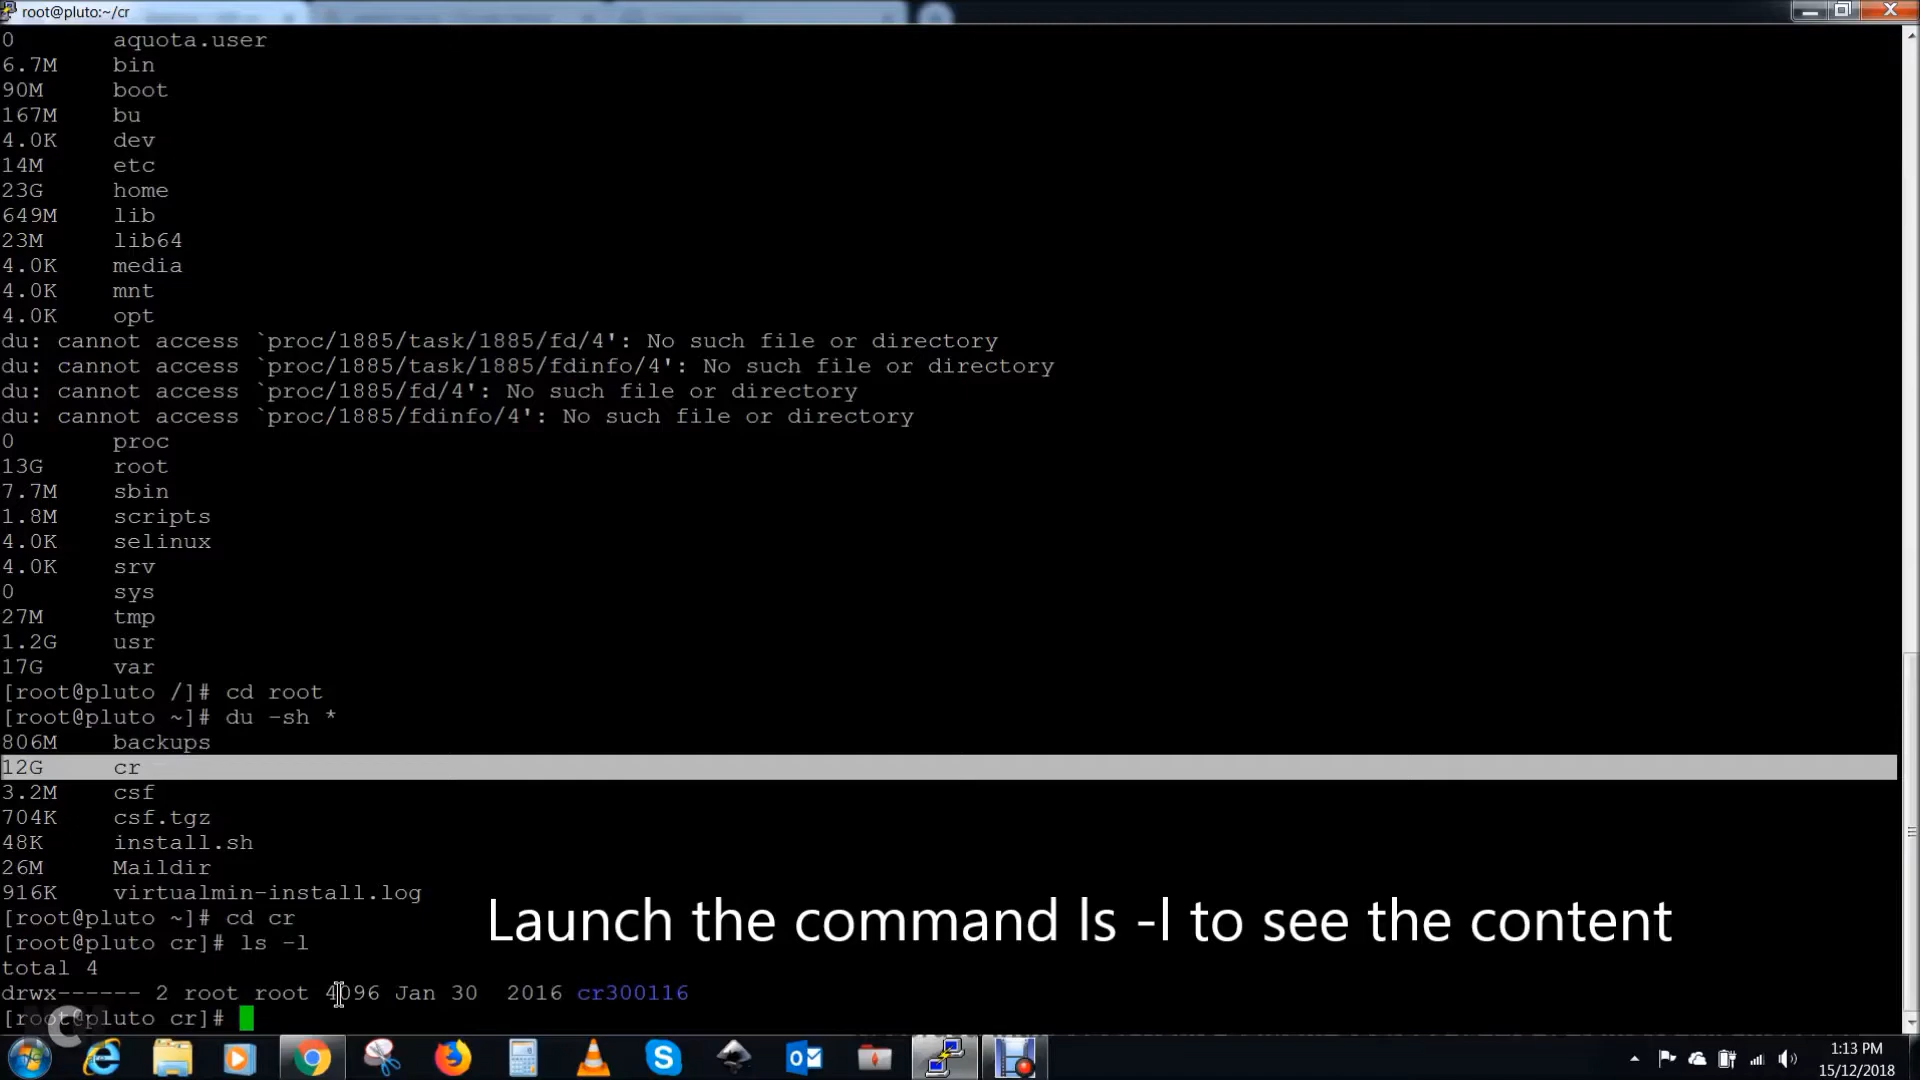 root@pluto:~/cr
0 aquota.user
6.7M bin
90M boot
167M bu
4.0K dev
14M etc
23G home
649M lib
23M lib64
4.0K media
4.0K mnt
4.0K opt
du: cannot access `proc/1885/task/1885/fd/4': No such file or directory
du: cannot access `proc/1885/task/1885/fdinfo/4': No such file or directory
du: cannot access `proc/1885/fd/4': No such file or directory
du: cannot access `proc/1885/fdinfo/4': No such file or directory
0 proc
13G root
7.7M sbin
1.8M scripts
4.0K selinux
4.0K srv
0 sys
27M tmp
1.2G usr
17G var
[root@pluto /]# cd root
[root@pluto ~]# du -sh *
806M backups
12G cr
3.2M csf
704K csf.tgz
48K install.sh
26M Maildir
916K virtualmin-install.log
[root@pluto ~]# cd cr
[root@pluto cr]# ls -l
Launch the command ls -l to see the content
total 4
drwx------ 2 root root 4096 Jan 30 2016 cr300116
[root@pluto cr]#
1:13 PM
15/12/2018